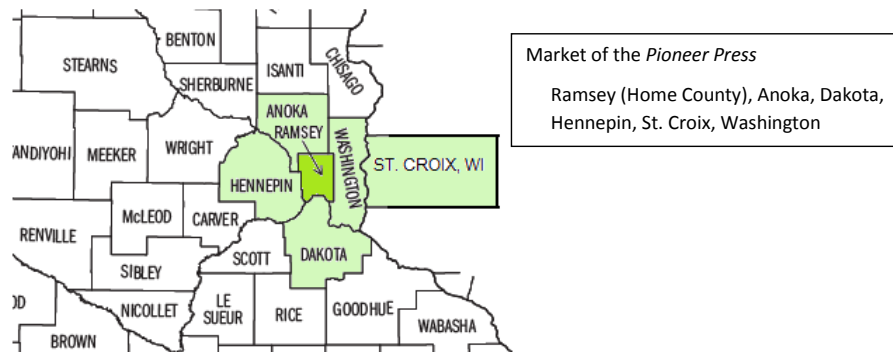 BENTON
STEARNS
ISANTI
CHISAGO
SHERBURNE
ANOKA
RAMSEY
WASHINGTON
ANDIYOHI
MEEKER
WRIGHT
HENNEPIN
ST. CROIX, WI
McLEOD
CARVER
RENVILLE
SCOTT
DAKOTA
SIBLEY
OD
NICOLLET
LE
SUEUR
RICE
GOODHUE
WABASHA
BROWN
Market of the Pioneer Press
Ramsey (Home County), Anoka, Dakota,
Hennepin, St. Croix, Washington